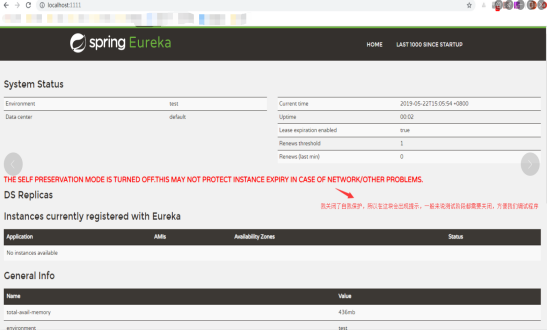 localhost:1111
spring Eureka
HOME LAST 1000 SINCE STARTUP
System Status
Environment test
Data center default
Current time 2019-05-22T15:05:54 +0800
Uptime 00:02
Lease expiration enabled true
Renews threshold 1
Renews (last min) 0
THE SELF PRESERVATION MODE IS TURNED OFF.THIS MAY NOT PROTECT INSTANCE EXPIRY IN CASE OF NETWORK/OTHER PROBLEMS.
DS Replicas
我关闭了自我保护，所以在这块会出现提示，一般来说测试阶段都需要关闭，方便我们调试程序
Instances currently registered with Eureka
Application AMIs Availability Zones Status
No instances available
General Info
Name Value
total-avail-memory 436mb
environment test